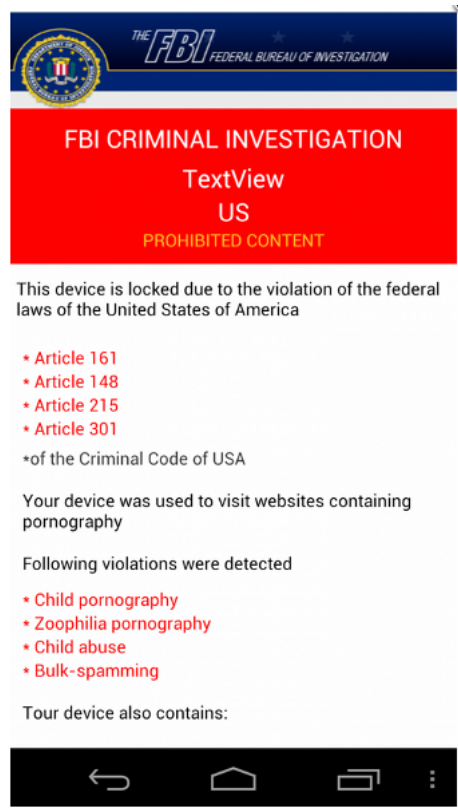 THE FBI FEDERAL BUREAU OF INVESTIGATION
FBI CRIMINAL INVESTIGATION
TextView
US
PROHIBITED CONTENT
This device is locked due to the violation of the federal
laws of the United States of America
* Article 161
* Article 148
* Article 215
* Article 301
*of the Criminal Code of USA
Your device was used to visit websites containing
pornography
Following violations were detected
* Child pornography
* Zoophilia pornography
* Child abuse
* Bulk-spamming
Tour device also contains: